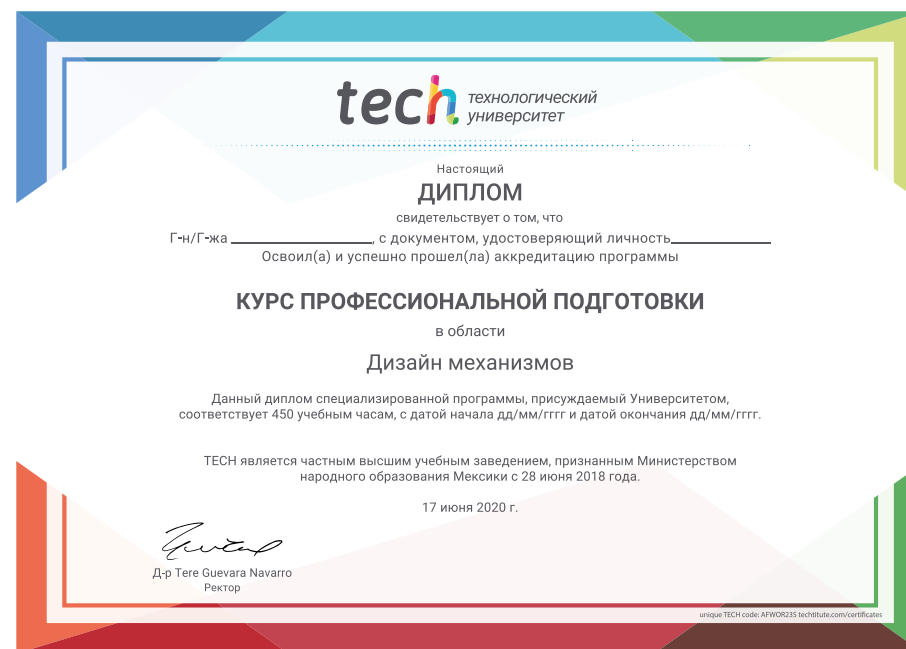 tech технологический
университет
Настоящий
ДИПЛОМ
свидетельствует о том, что
Г-н/Г-жа ______________, с документом, удостоверяющий личность__________
Освоил(а) и успешно прошел(ла) аккредитацию программы
КУРС ПРОФЕССИОНАЛЬНОЙ ПОДГОТОВКИ
в области
Дизайн механизмов
Данный диплом специализированной программы, присуждаемый Университетом,
соответствует 450 учебным часам, с датой начала дд/мм/гггг и датой окончания дд/мм/гггг.
TECH является частным высшим учебным заведением, признанным Министерством
народного образования Мексики с 28 июня 2018 года.
17 июня 2020 г.
Д-р Tere Guevara Navarro
Ректор
unique TECH code: AFWOR23S techtitute.com/certificates